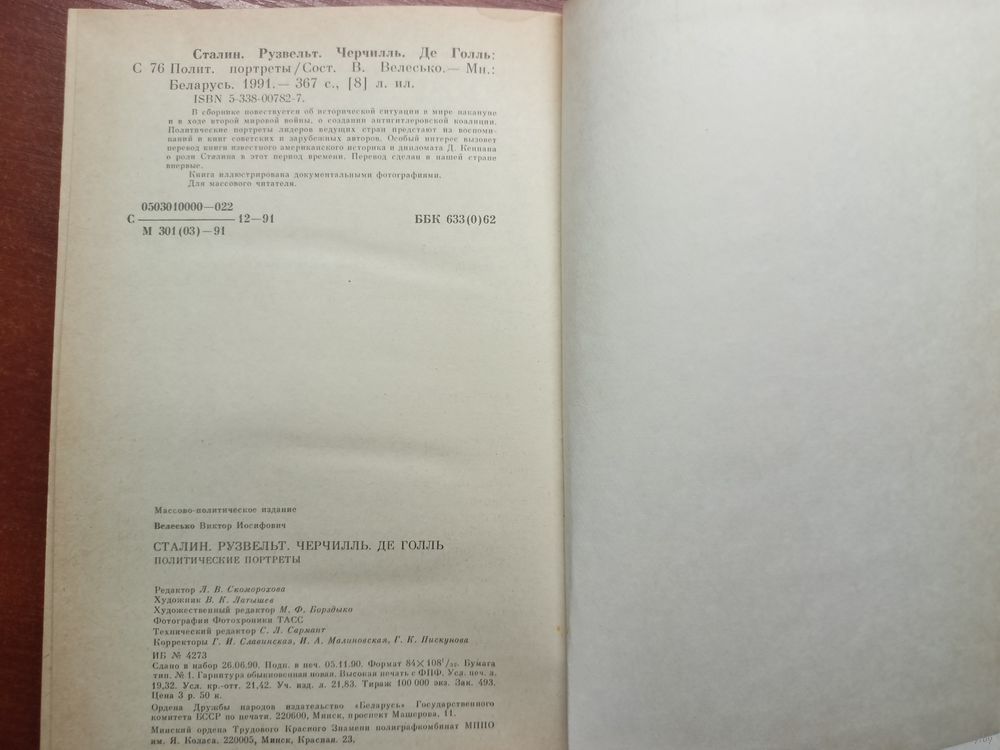 Сталин. Рузвельт. Черчилль. Де Голль:
С 76 Полит. портреты/Сост. В. Велесько.— Мн.:
Беларусь. 1991.— 367 с., [8] л. ил.
ISBN 5-338-00782-7.
В сборнике повествуется об исторической ситуации в мире накануне
и в ходе второй мировой войны, о создании антигитлеровской коалиции.
Политические портреты лидеров ведущих стран предстают из воспоми-
наний и книг советских и зарубежных авторов. Особый интерес вызовет
перевод книги известного американского историка и дипломата Д. Кеннана
о роли Сталина в этот период времени. Перевод сделан в нашей стране
впервые.
Книга иллюстрирована документальными фотографиями.
Для массового читателя.
0503010000—022
С 12—91
М 301(03)—91
ББК 633(0)62
Массово-политическое издание
Велесько Виктор Иосифович
СТАЛИН. РУЗВЕЛЬТ. ЧЕРЧИЛЛЬ. ДЕ ГОЛЛЬ
ПОЛИТИЧЕСКИЕ ПОРТРЕТЫ
Редактор Л. В. Скоморохова
Художник В. К. Латышев
Художественный редактор М. Ф. Борздыко
Фотография Фотохроники ТАСС
Технический редактор С. Л. Сармант
Корректоры Г. И. Славинская, И. А. Малиновская, Г. К. Пискунова
ИБ № 4273
Сдано в набор 26.06.90. Подп. в печ. 05.11.90. Формат 84×108¹/₃₂. Бумага
тип. № 1. Гарнитура обыкновенная новая. Высокая печать с ФПФ. Усл. печ. л.
19,32. Усл. кр.-отт. 21,42. Уч. изд. л. 21,83. Тираж 100 000 экз. Зак. 493.
Цена 3 р. 50 к.
Ордена Дружбы народов издательство «Беларусь» Государственного
комитета БССР по печати. 220600, Минск, проспект Машерова, 11.
Минский ордена Трудового Красного Знамени полиграфкомбинат МППО
им. Я. Коласа. 220005, Минск, Красная, 23.